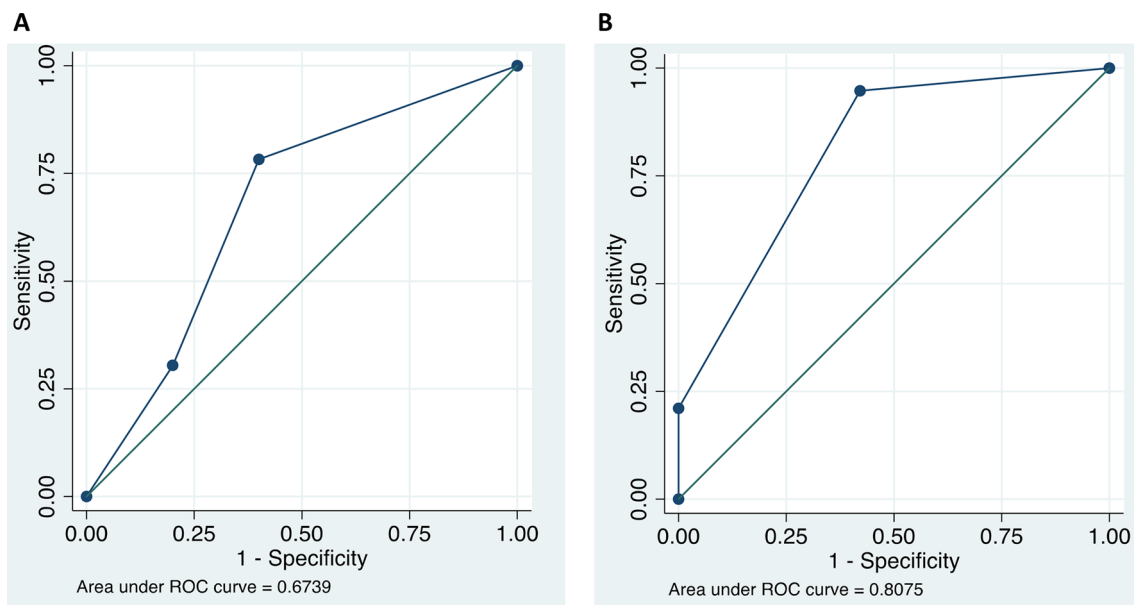 A
1.00
0.75
0.50
0.25
0.00
Sensitivity
0.00 0.25 0.50 0.75 1.00
1 - Specificity
Area under ROC curve = 0.6739
B
1.00
0.75
0.50
0.25
0.00
Sensitivity
0.00 0.25 0.50 0.75 1.00
1 - Specificity
Area under ROC curve = 0.8075